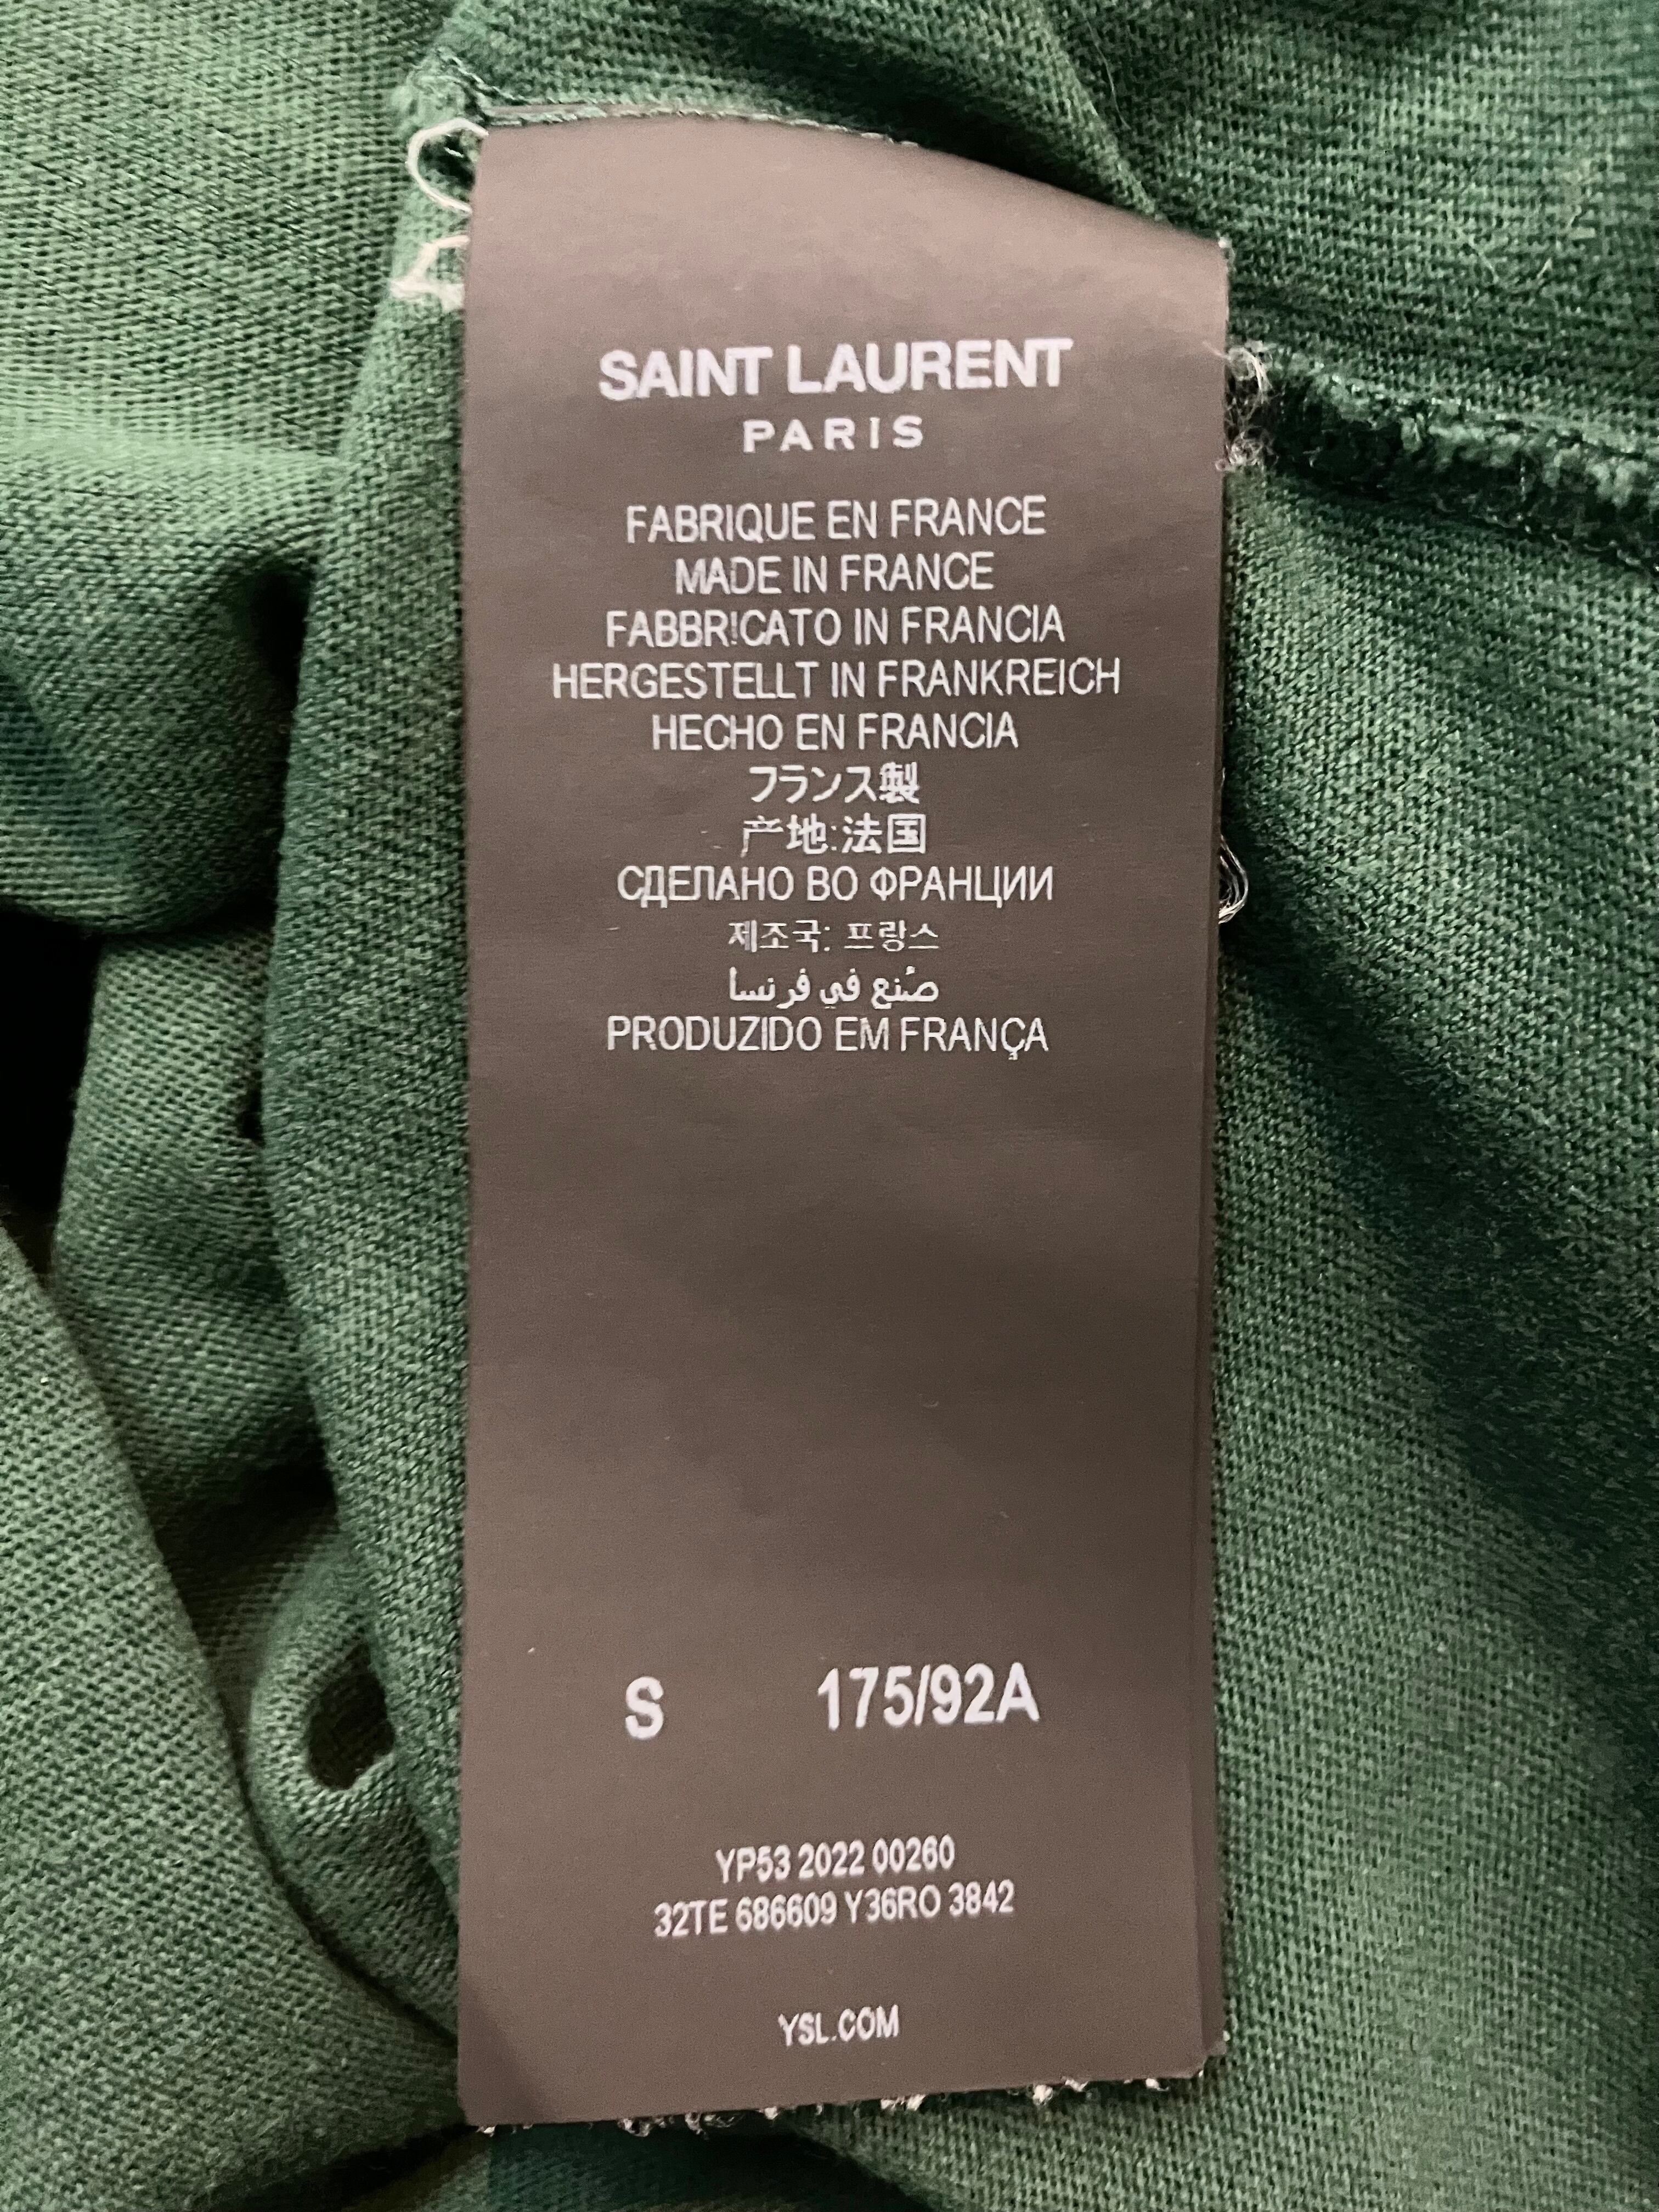 SAINT LAURENT
PARIS
FABRIQUE EN FRANCE
MADE IN FRANCE
FABBRICATO IN FRANCIA
HERGESTELLT IN FRANKREICH
HECHO EN FRANCIA
フランス製
产地:法国
СДЕЛАНО ВО ФРАНЦИИ
제조국: 프랑스
صُنع في فرنسا
PRODUZIDO EM FRANÇA
S 175/92A
YP53 2022 00260
32TE 686609 Y36RO 3842
YSL.COM